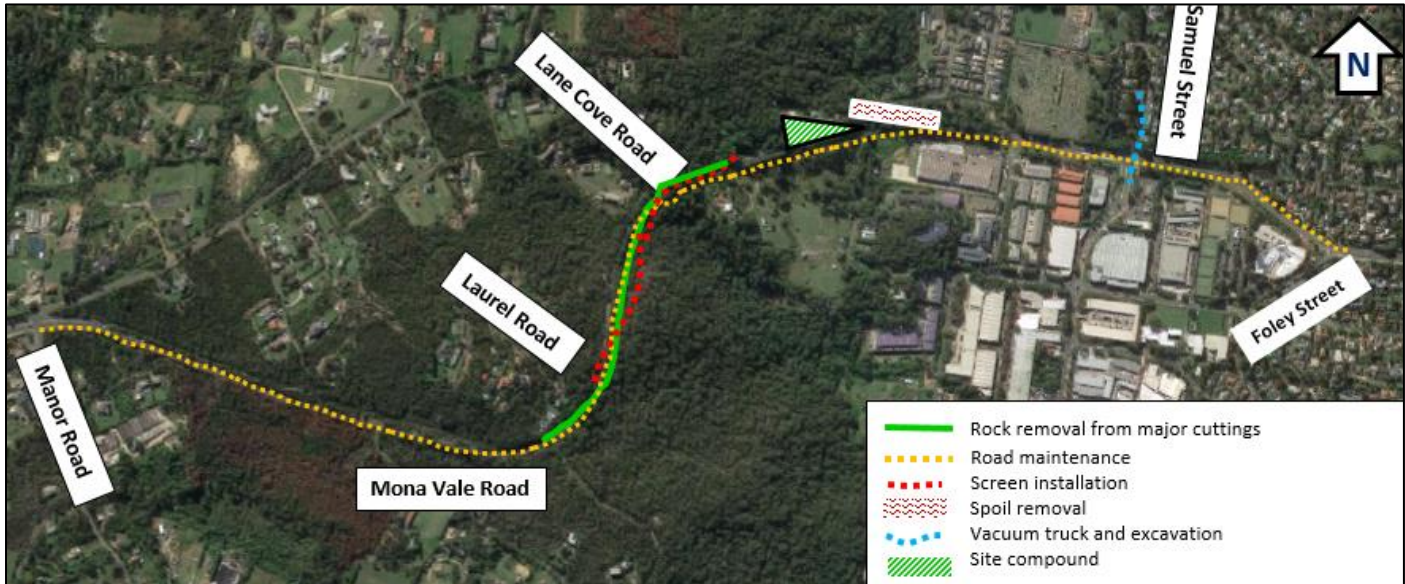 Samuel Street
N
Lane Cove Road
Laurel Road
Manor Road
Mona Vale Road
Foley Street
Rock removal from major cuttings
Road maintenance
Screen installation
Spoil removal
Vacuum truck and excavation
Site compound